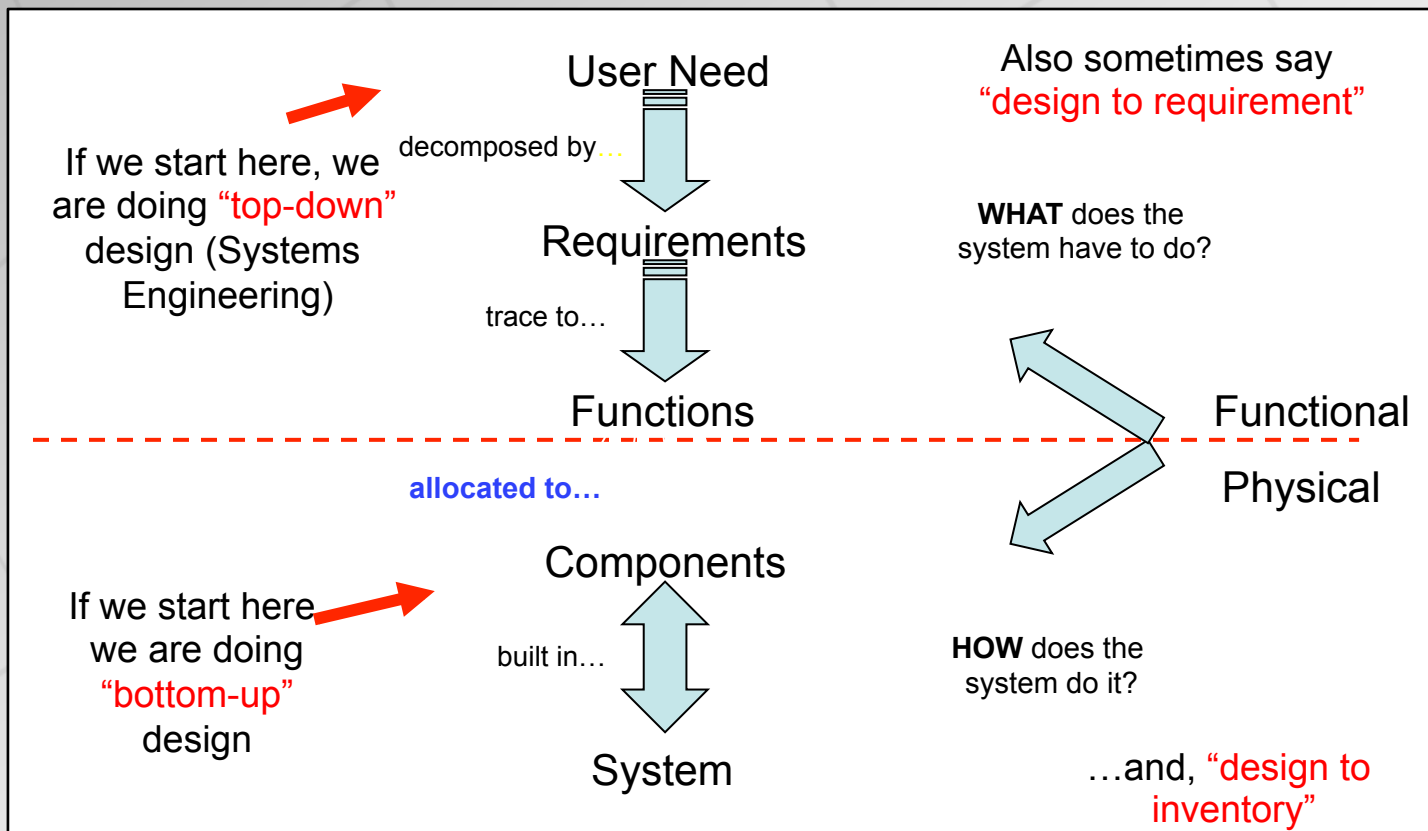 User Need
Also sometimes say
“design to requirement”
decomposed by…
If we start here, we
are doing “top-down”
design (Systems
Engineering)
WHAT does the
system have to do?
Requirements
trace to…
Functions
Functional
allocated to…
Physical
Components
If we start here
we are doing
“bottom-up”
design
built in…
HOW does the
system do it?
System
…and, “design to
inventory”